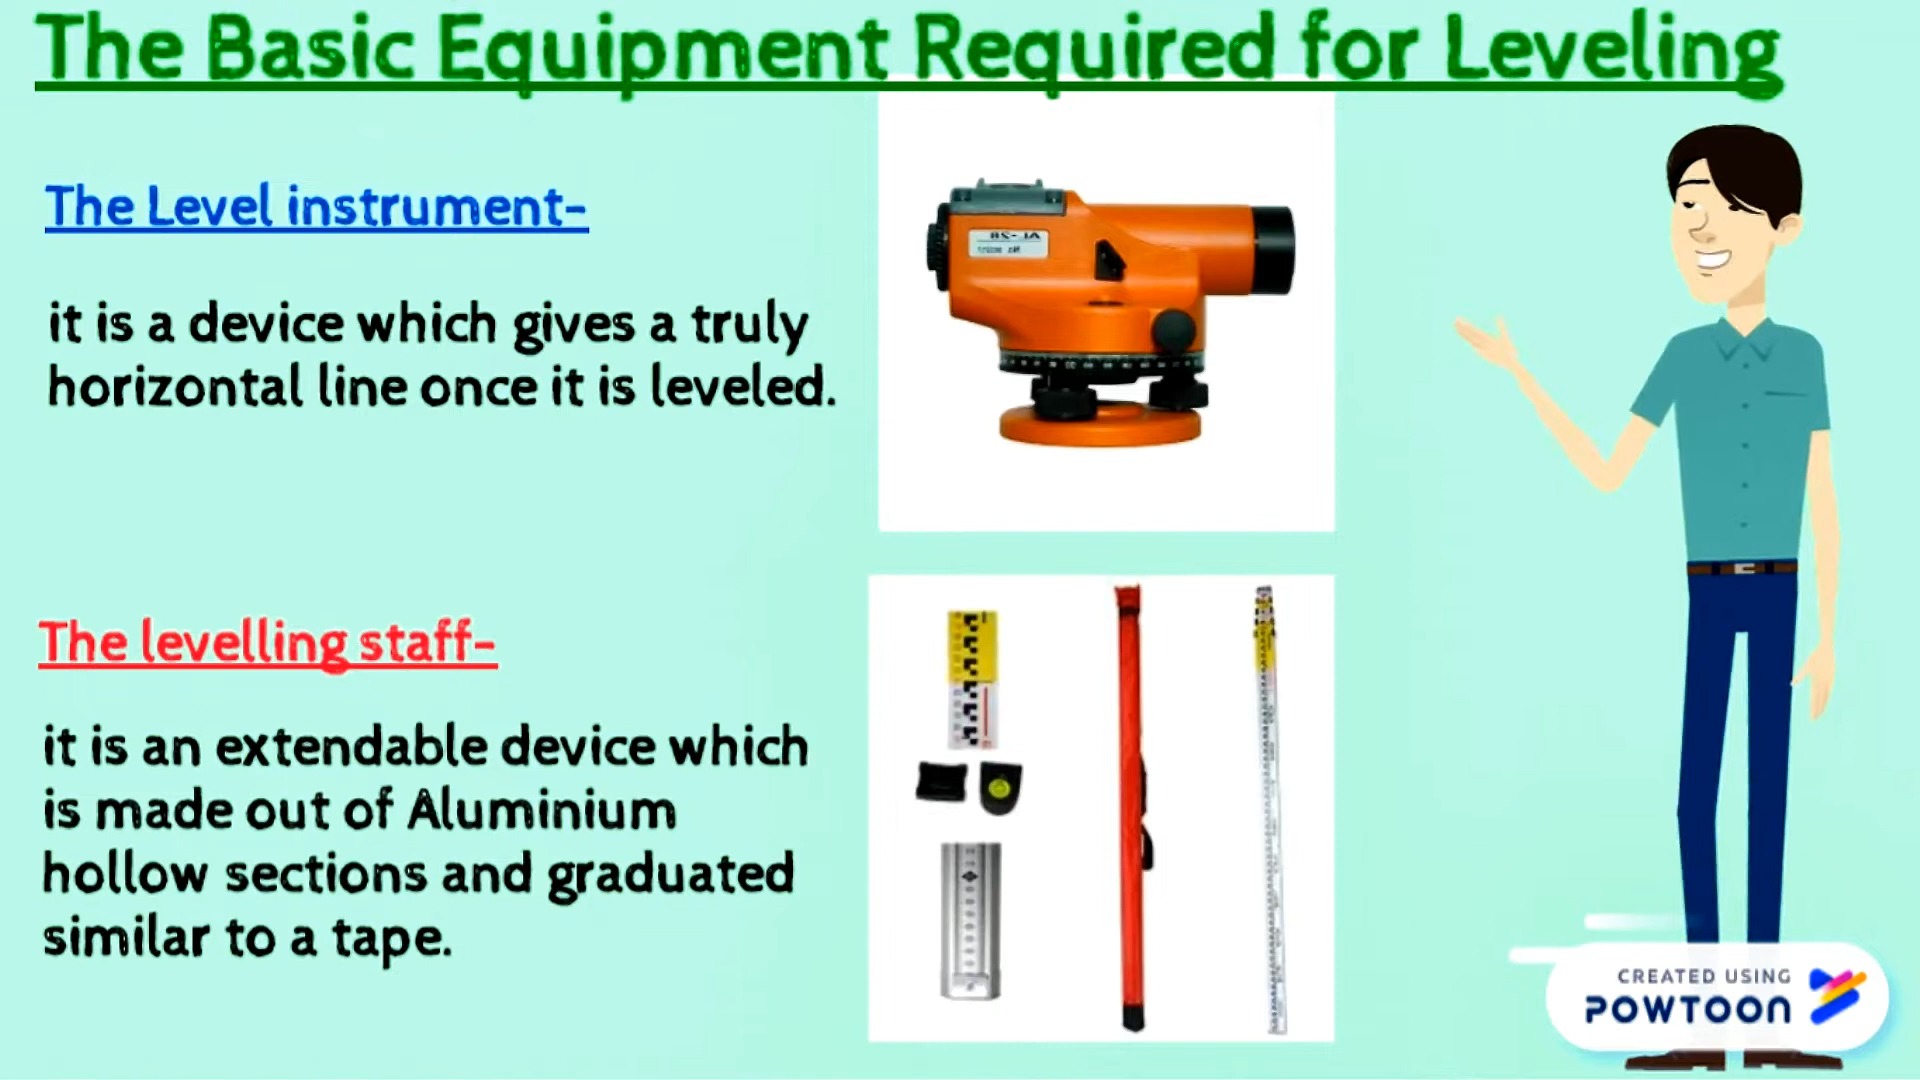 The Basic Equipment Required for Leveling
The Level instrument-
it is a device which gives a truly
horizontal line once it is leveled.
AL-28
The levelling staff-
it is an extendable device which
is made out of Aluminium
hollow sections and graduated
similar to a tape.
CREATED USING
POWTOON